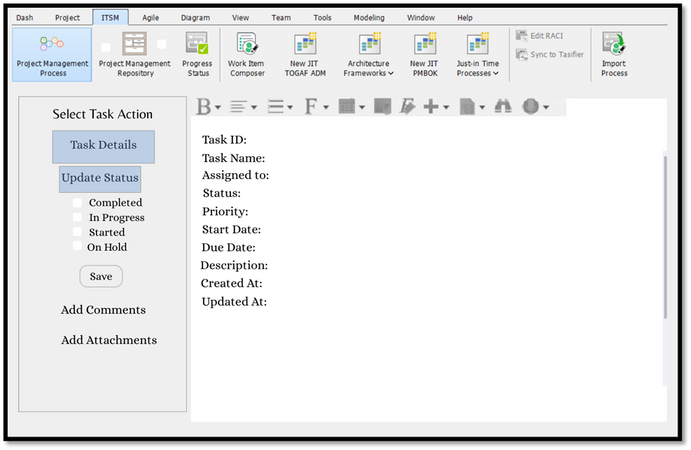 Dash Project ITSM Agile Diagram View Team Tools Modeling Window Help
Project Management Process
Project Management Repository
Progress Status
Work Item Composer
New JIT TOGAF ADM
Architecture Frameworks
New JIT PMBOK
Just-in Time Processes
Edit RACI
Sync to Tasifier
Import Process
Select Task Action
Task Details
Update Status
Completed
In Progress
Started
On Hold
Save
Add Comments
Add Attachments
B F
Task ID:
Task Name:
Assigned to:
Status:
Priority:
Start Date:
Due Date:
Description:
Created At:
Updated At: